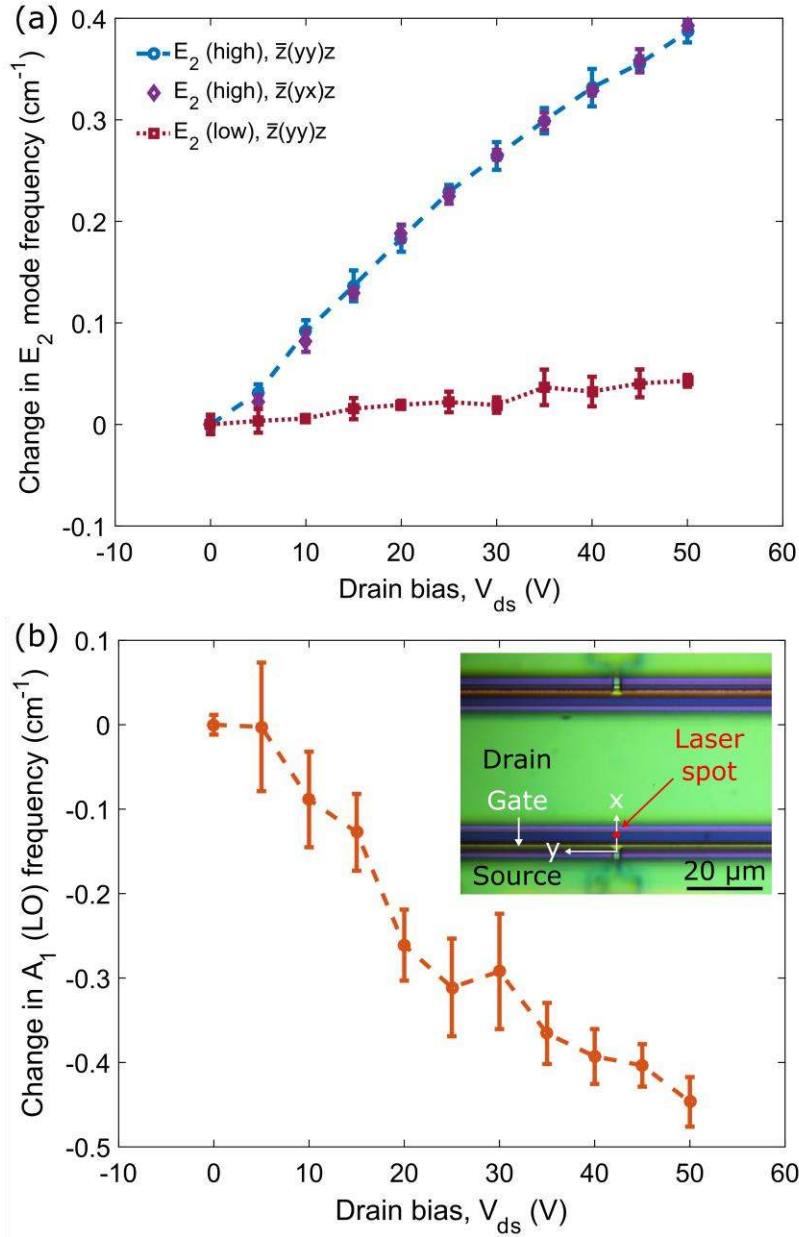 (a)
0.4
0.3
0.2
0.1
0
-0.1
Change in E₂ mode frequency (cm⁻¹)
E₂ (high), z̄(yy)z
E₂ (high), z̄(yx)z
E₂ (low), z̄(yy)z
-10 0 10 20 30 40 50 60
Drain bias, V_ds (V)
(b)
0.1
0
-0.1
-0.2
-0.3
-0.4
-0.5
Change in A₁ (LO) frequency (cm⁻¹)
Drain
Laser
spot
Gate
x
y
Source
20 μm
-10 0 10 20 30 40 50 60
Drain bias, V_ds (V)